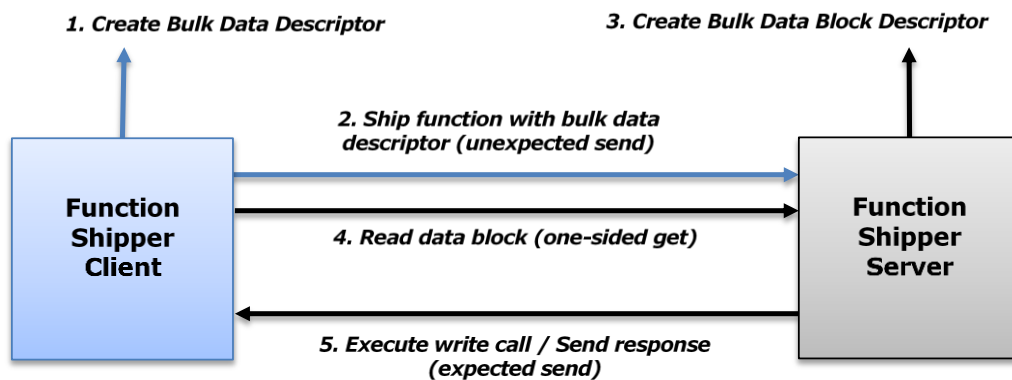 1. Create Bulk Data Descriptor
3. Create Bulk Data Block Descriptor
2. Ship function with bulk data
descriptor (unexpected send)
Function
Shipper
Client
Function
Shipper
Server
4. Read data block (one-sided get)
5. Execute write call / Send response
(expected send)